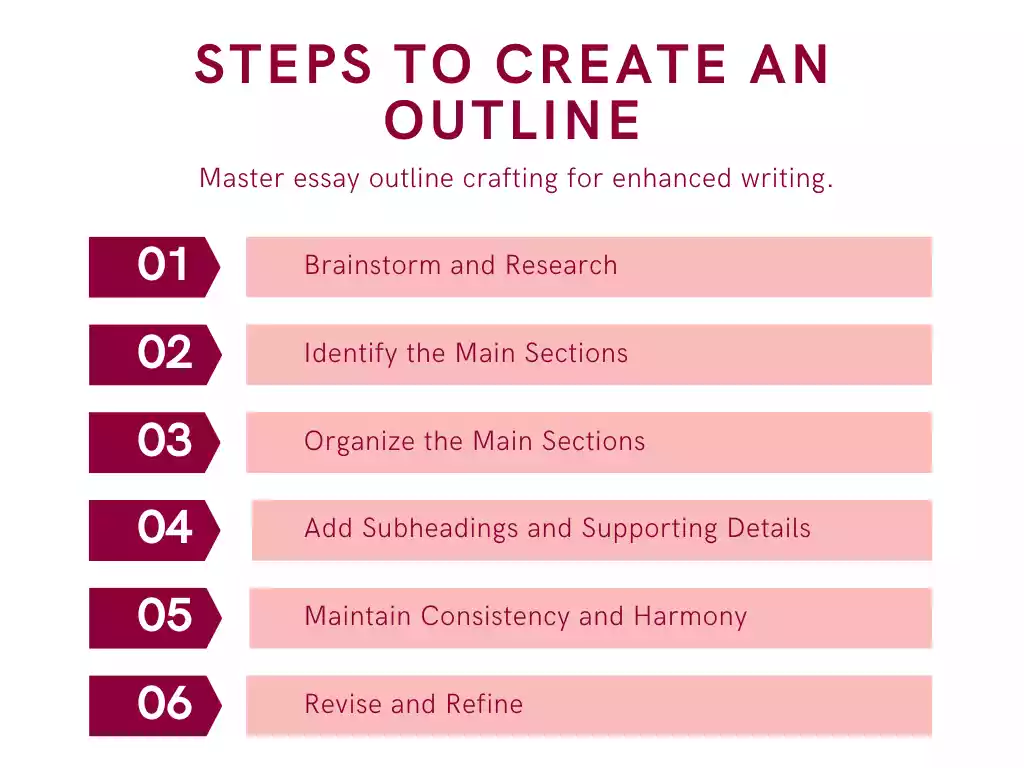 STEPS TO CREATE AN
OUTLINE
Master essay outline crafting for enhanced writing.
01 Brainstorm and Research
02 Identify the Main Sections
03 Organize the Main Sections
04 Add Subheadings and Supporting Details
05 Maintain Consistency and Harmony
06 Revise and Refine